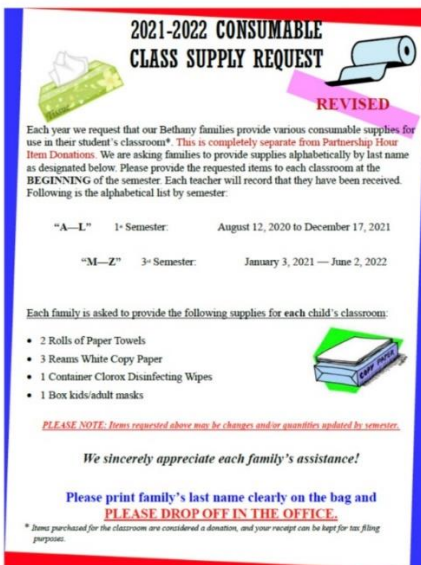 2021-2022 CONSUMABLE
CLASS SUPPLY REQUEST
REVISED
Each year we request that our Bethany families provide various consumable supplies for
use in their student's classroom*. This is completely separate from Partnership Hour
Item Donations. We are asking families to provide supplies alphabetically by last name
as designated below. Please provide the requested items to each classroom at the
BEGINNING of the semester. Each teacher will record that they have been received.
Following is the alphabetical list by semester:
"A—L" 1st Semester: August 12, 2020 to December 17, 2021
"M—Z" 3rd Semester: January 3, 2021 — June 2, 2022
Each family is asked to provide the following supplies for each child's classroom:
• 2 Rolls of Paper Towels
• 3 Reams White Copy Paper
COPY PAPER
• 1 Container Clorox Disinfecting Wipes
• 1 Box kids/adult masks
PLEASE NOTE: Items requested above may be changes and/or quantities updated by semester.
We sincerely appreciate each family's assistance!
Please print family's last name clearly on the bag and
PLEASE DROP OFF IN THE OFFICE.
* Items purchased for the classroom are considered a donation, and your receipt can be kept for tax filing
purposes.